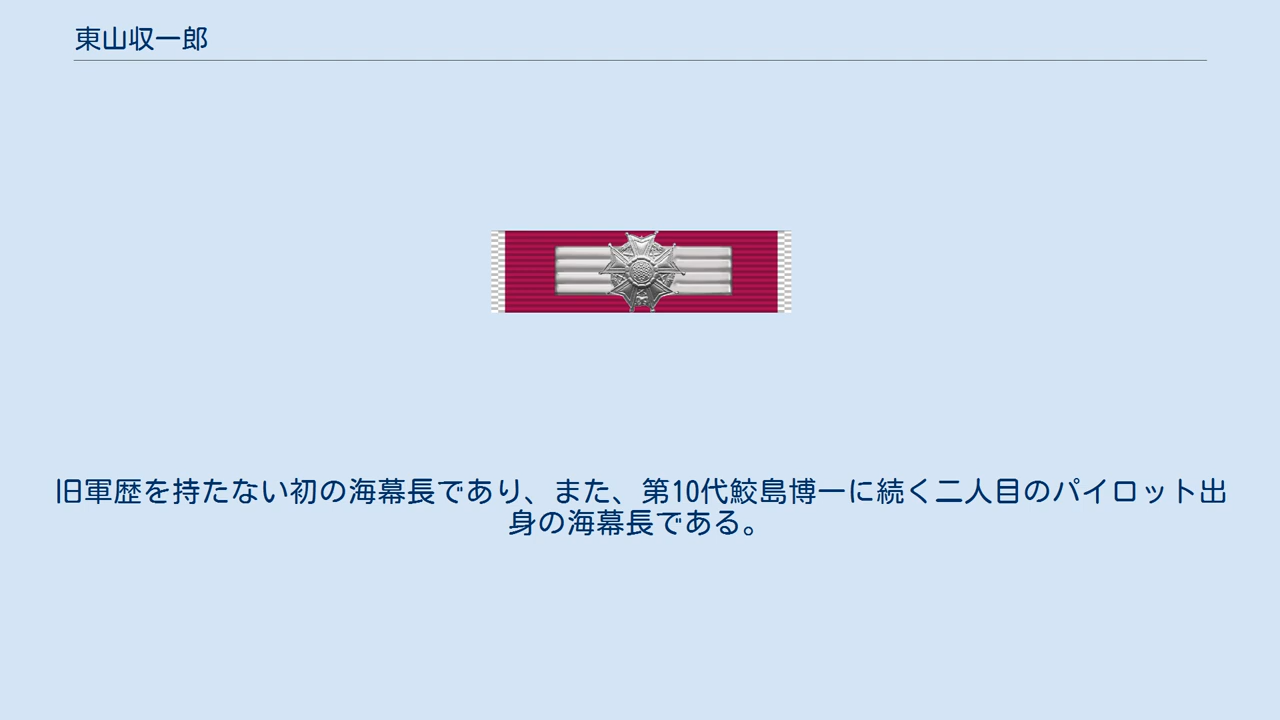 東山収一郎
旧軍歴を持たない初の海幕長であり、また、第10代鮫島博一に続く二人目のパイロット出
身の海幕長である。